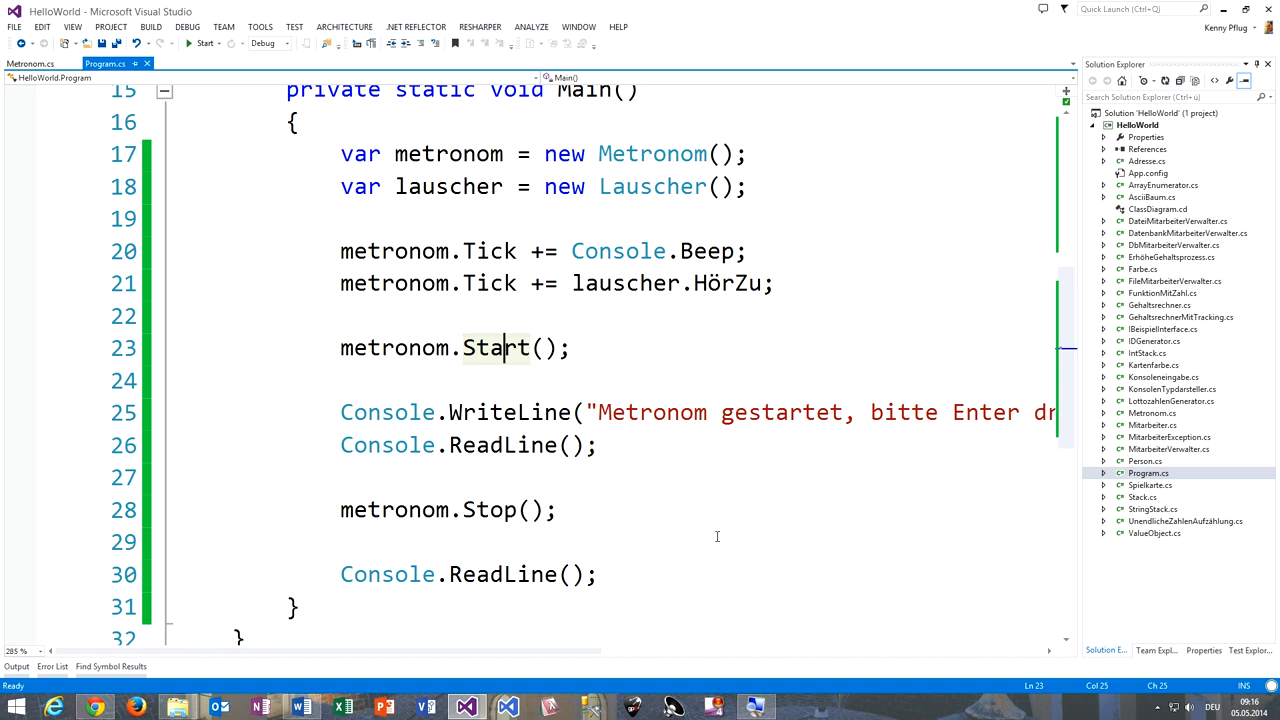 HelloWorld - Microsoft Visual Studio
Quick Launch (Ctrl+Q)
FILE EDIT VIEW PROJECT BUILD DEBUG TEAM TOOLS TEST ARCHITECTURE .NET REFLECTOR RESHARPER ANALYZE WINDOW HELP
Kenny Pflug
Start Debug
Metronom.cs Program.cs
HelloWorld.Program Main()
15 private static void Main()
16 {
17 var metronom = new Metronom();
18 var lauscher = new Lauscher();
19
20 metronom.Tick += Console.Beep;
21 metronom.Tick += lauscher.HörZu;
22
23 metronom.Start();
24
25 Console.WriteLine("Metronom gestartet, bitte Enter dr
26 Console.ReadLine();
27
28 metronom.Stop();
29
30 Console.ReadLine();
31 }
32 }
285 %
Solution Explorer
Search Solution Explorer (Ctrl+ü)
Solution 'HelloWorld' (1 project)
HelloWorld
Properties
References
Adresse.cs
App.config
ArrayEnumerator.cs
AsciiBaum.cs
ClassDiagram.cd
DateiMitarbeiterVerwalter.cs
DatenbankMitarbeiterVerwalter.cs
DbMitarbeiterVerwalter.cs
ErhöheGehaltsprozess.cs
Farbe.cs
FileMitarbeiterVerwalter.cs
FunktionMitZahl.cs
Gehaltsrechner.cs
GehaltsrechnerMitTracking.cs
IBeispielInterface.cs
IDGenerator.cs
IntStack.cs
Kartenfarbe.cs
Konsoleneingabe.cs
KonsolenTypdarsteller.cs
LottozahlenGenerator.cs
Metronom.cs
Mitarbeiter.cs
MitarbeiterException.cs
MitarbeiterVerwalter.cs
Person.cs
Program.cs
Spielkarte.cs
Stack.cs
StringStack.cs
UnendlicheZahlenAufzählung.cs
ValueObject.cs
Solution E... Team Expl... Properties Test Explor...
Output Error List Find Symbol Results
Ready Ln 23 Col 25 Ch 25 INS
DEU 09:16
05.05.2014